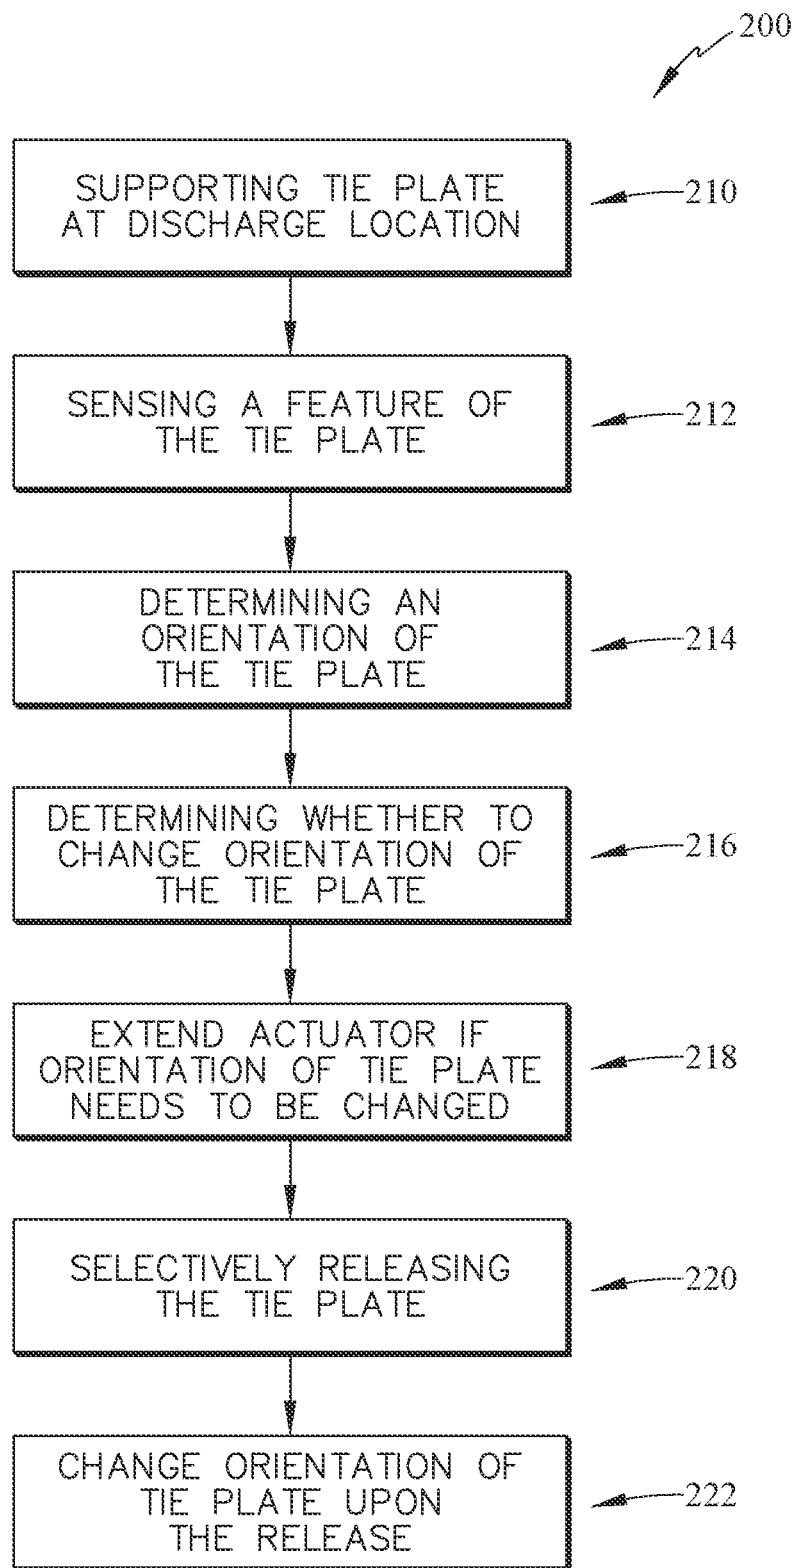 200
SUPPORTING TIE PLATE
AT DISCHARGE LOCATION
210
SENSING A FEATURE OF
THE TIE PLATE
212
DETERMINING AN
ORIENTATION OF
THE TIE PLATE
214
DETERMINING WHETHER TO
CHANGE ORIENTATION OF
THE TIE PLATE
216
EXTEND ACTUATOR IF
ORIENTATION OF TIE PLATE
NEEDS TO BE CHANGED
218
SELECTIVELY RELEASING
THE TIE PLATE
220
CHANGE ORIENTATION OF
TIE PLATE UPON
THE RELEASE
222